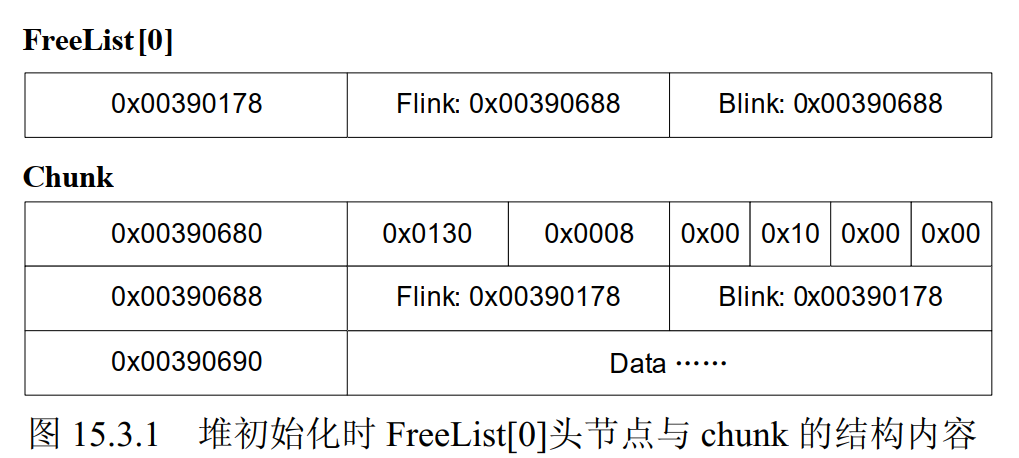 FreeList[0]
0x00390178 Flink: 0x00390688 Blink: 0x00390688
Chunk
0x00390680 0x0130 0x0008 0x00 0x10 0x00 0x00
0x00390688 Flink: 0x00390178 Blink: 0x00390178
0x00390690 Data ······
图 15.3.1 堆初始化时 FreeList[0]头节点与 chunk 的结构内容